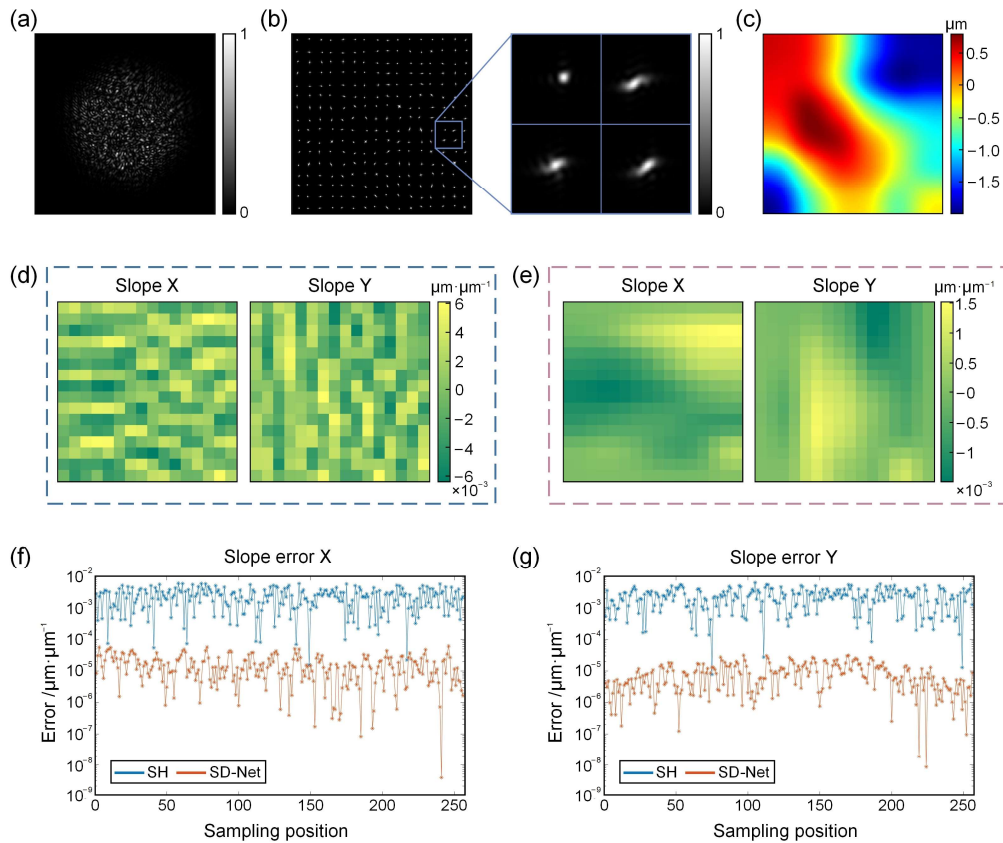 (a)
1
0
(b)
1
0
(c)
μm
0.5
0
−0.5
−1.0
−1.5
(d)
Slope X
Slope Y
μm·μm⁻¹
6
4
2
0
−2
−4
−6
×10⁻³
(e)
Slope X
Slope Y
μm·μm⁻¹
1.5
1.0
0.5
0
−0.5
−1
×10⁻³
(f)
Slope error X
10⁻²
10⁻³
10⁻⁴
10⁻⁵
10⁻⁶
10⁻⁷
10⁻⁸
10⁻⁹
Error /μm·μm⁻¹
SH
SD-Net
0 50 100 150 200 250
Sampling position
(g)
Slope error Y
10⁻²
10⁻³
10⁻⁴
10⁻⁵
10⁻⁶
10⁻⁷
10⁻⁸
10⁻⁹
Error /μm·μm⁻¹
SH
SD-Net
0 50 100 150 200 250
Sampling position